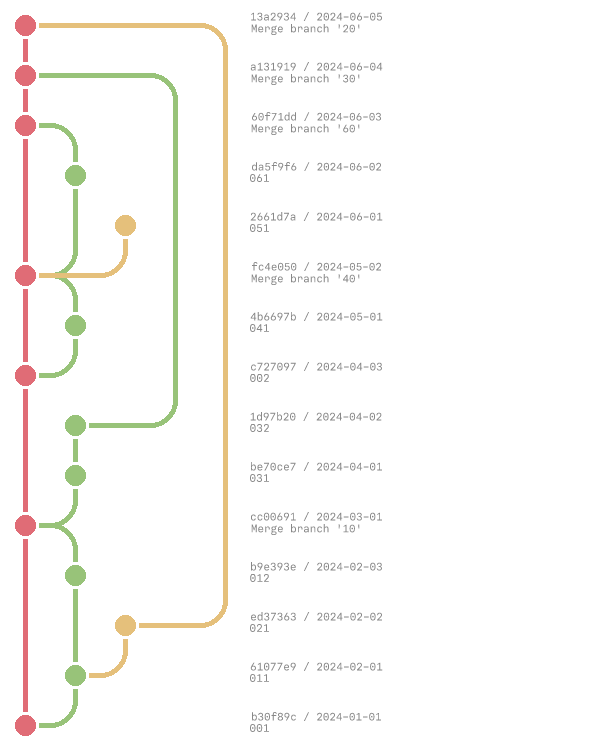 13a2934 / 2024-06-05
Merge branch '20'
a131919 / 2024-06-04
Merge branch '30'
60f71dd / 2024-06-03
Merge branch '60'
da5f9f6 / 2024-06-02
061
2661d7a / 2024-06-01
051
fc4e050 / 2024-05-02
Merge branch '40'
4b6697b / 2024-05-01
041
c727097 / 2024-04-03
002
1d97b20 / 2024-04-02
032
be70ce7 / 2024-04-01
031
cc00691 / 2024-03-01
Merge branch '10'
b9e393e / 2024-02-03
012
ed37363 / 2024-02-02
021
61077e9 / 2024-02-01
011
b30f89c / 2024-01-01
001